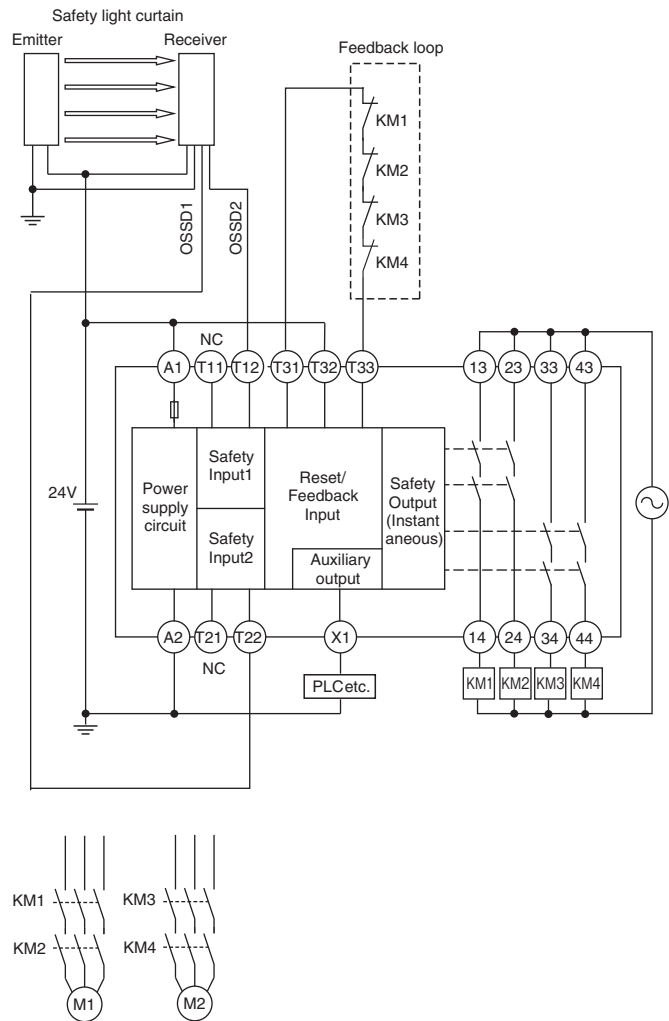 Safety light curtain
Emitter
Receiver
Feedback loop
KM1
KM2
KM3
KM4
OSSD1
OSSD2
NC
A1
T11
T12
T31
T32
T33
13
23
33
43
24V
Power
supply
circuit
Safety
Input1
Safety
Input2
Reset/
Feedback
Input
Auxiliary
output
Safety
Output
(Instant
aneous)
A2
T21
T22
X1
14
24
34
44
NC
PLC etc.
KM1
KM2
KM3
KM4
KM1
KM3
KM2
KM4
M1
M2